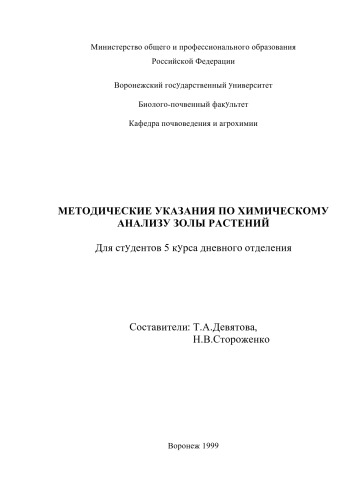 Министерство общего и профессионального образования
Российской Федерации
Воронежский государственный университет
Биолого-почвенный факультет
Кафедра почвоведения и агрохимии
МЕТОДИЧЕСКИЕ УКАЗАНИЯ ПО ХИМИЧЕСКОМУ
АНАЛИЗУ ЗОЛЫ РАСТЕНИЙ
Для студентов 5 курса дневного отделения
Составители: Т.А.Девятова,
Н.В.Стороженко
Воронеж 1999